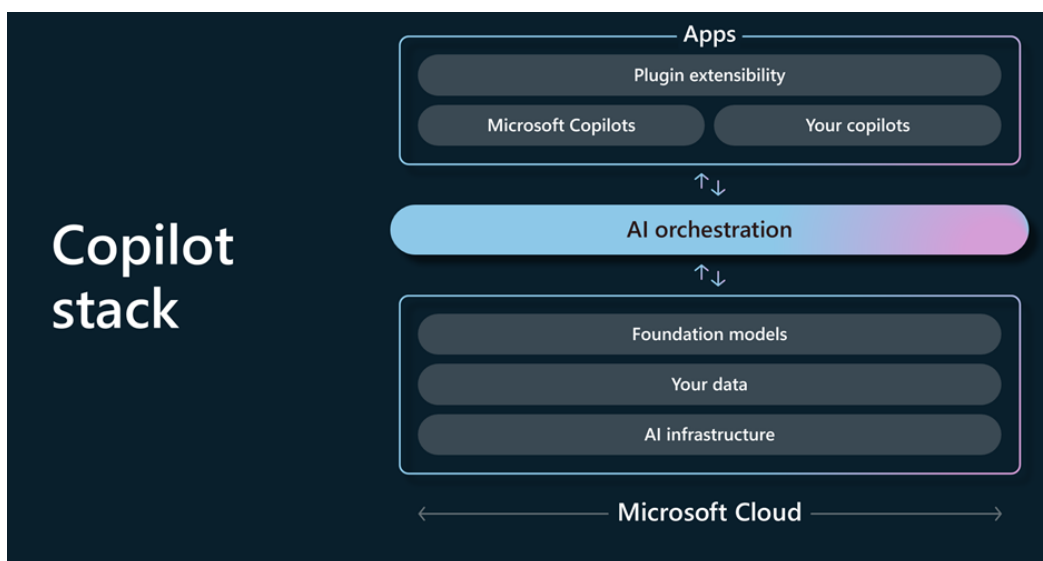 Copilot
stack
Apps
Plugin extensibility
Microsoft Copilots
Your copilots
AI orchestration
Foundation models
Your data
AI infrastructure
Microsoft Cloud